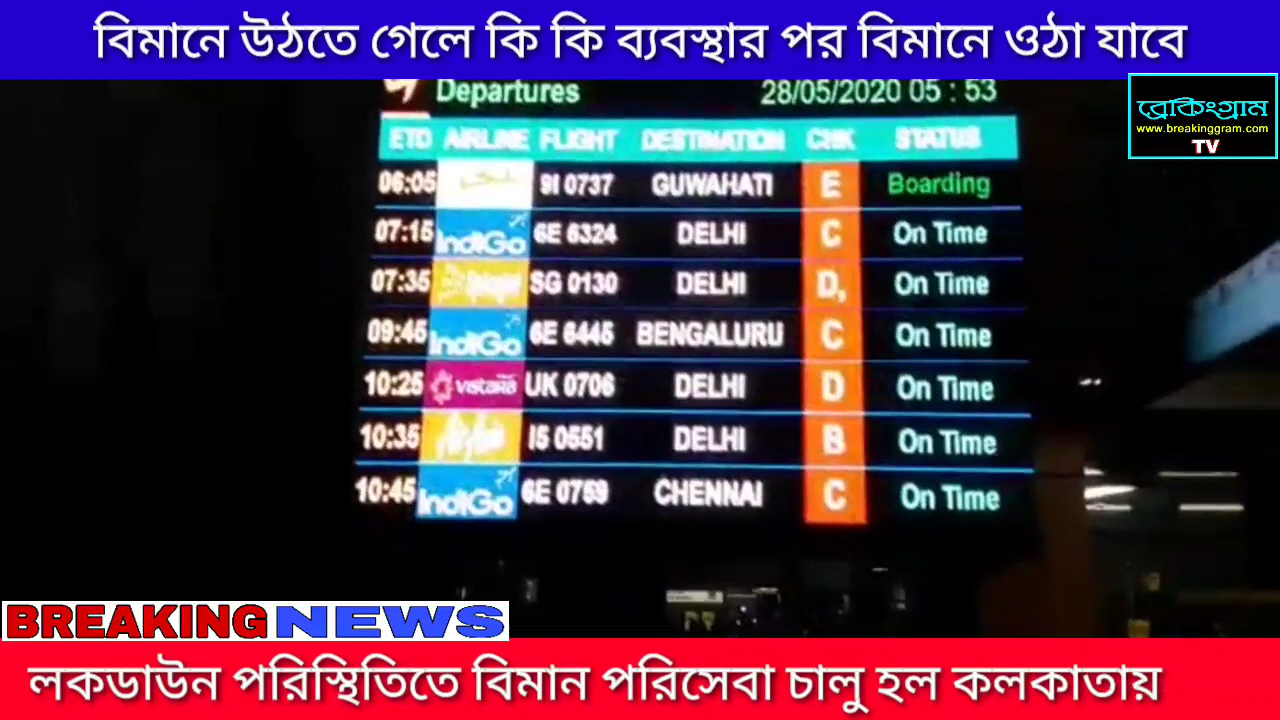 বিমানে উঠতে গেলে কি কি ব্যবস্থার পর বিমানে ওঠা যাবে
Departures 28/05/2020 05 : 53
ব্রেকিংগ্রাম
www.breakinggram.com
TV
ETD AIRLINE FLIGHT DESTINATION CHK STATUS
06:05 9I 0737 GUWAHATI E Boarding
07:15 IndiGo 6E 6324 DELHI C On Time
07:35 SG 0130 DELHI D, On Time
09:45 IndiGo 6E 6445 BENGALURU C On Time
10:25 vistara UK 0706 DELHI D On Time
10:35 I5 0551 DELHI B On Time
10:45 IndiGo 6E 0759 CHENNAI C On Time
BREAKING NEWS
লকডাউন পরিস্থিতিতে বিমান পরিসেবা চালু হল কলকাতায়